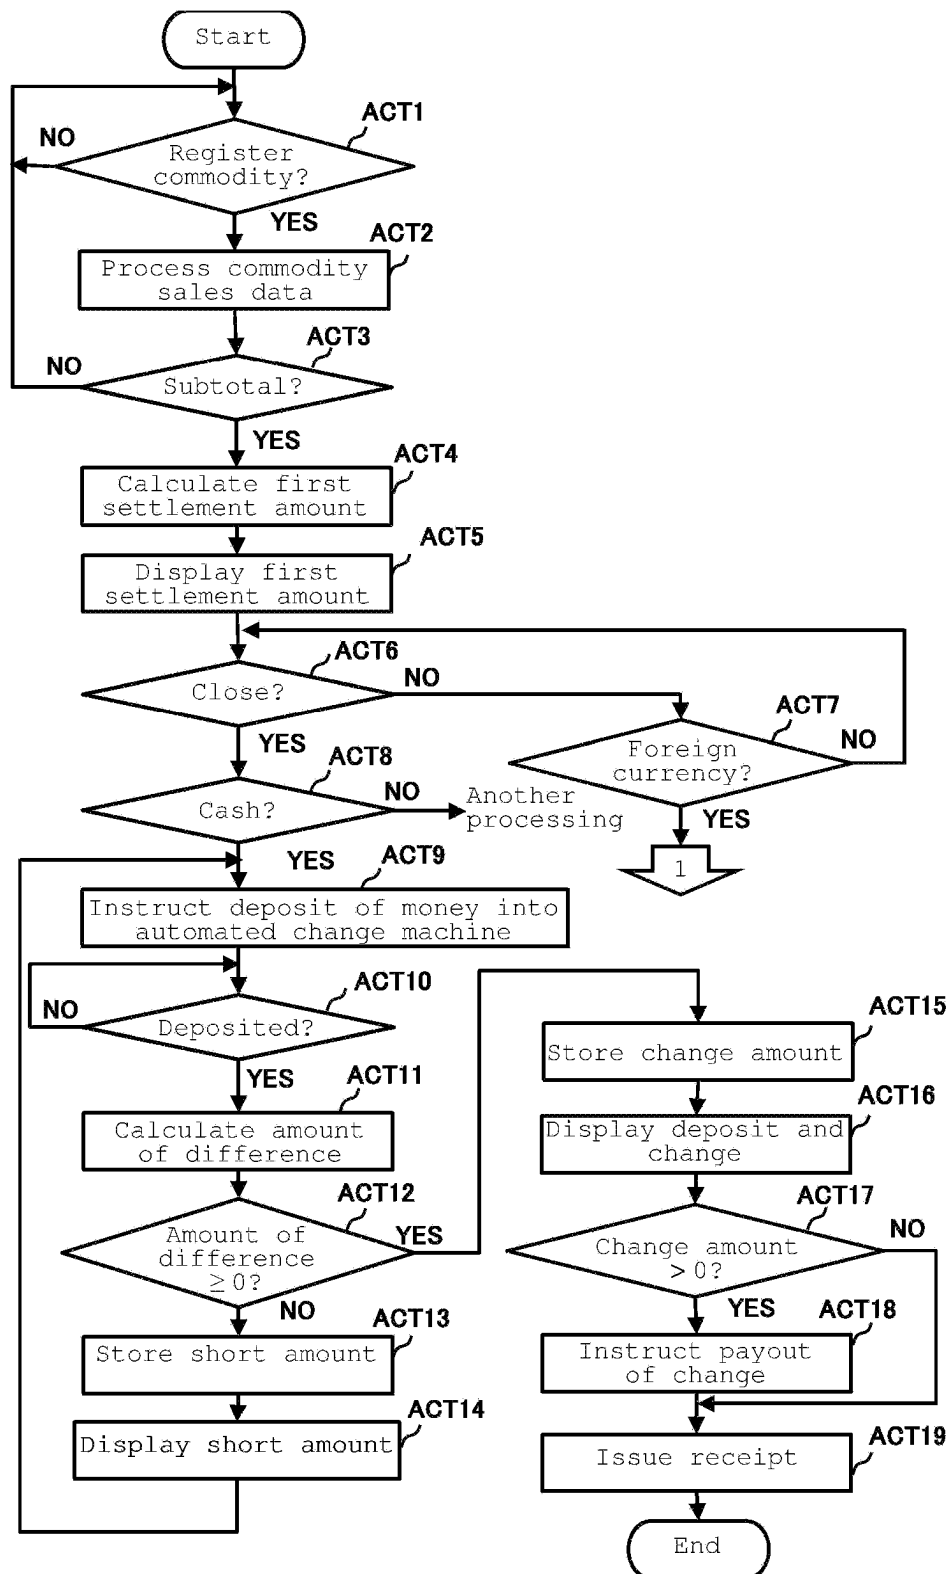 Start
ACT1
NO
Register
commodity?
YES
ACT2
Process commodity
sales data
ACT3
NO
Subtotal?
YES
ACT4
Calculate first
settlement amount
ACT5
Display first
settlement amount
ACT6
NO
Close?
YES
ACT7
NO
Foreign
currency?
YES
1
ACT8
NO
Cash?
Another
processing
YES
ACT9
Instruct deposit of money into
automated change machine
ACT10
NO
Deposited?
YES
ACT11
Calculate amount
of difference
ACT12
YES
Amount of
difference
≥0?
NO
ACT13
Store short amount
ACT14
Display short amount
ACT15
Store change amount
ACT16
Display deposit and
change
ACT17
NO
Change amount
>0?
YES
ACT18
Instruct payout
of change
ACT19
Issue receipt
End